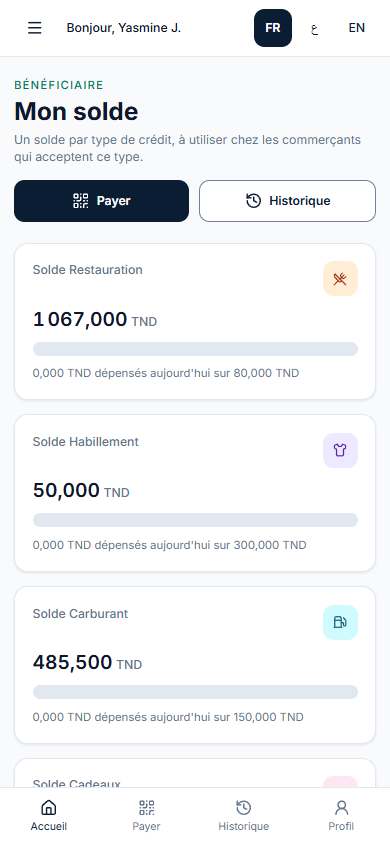 Bonjour, Yasmine J.
FR
ع
EN
BÉNÉFICIAIRE
Mon solde
Un solde par type de crédit, à utiliser chez les commerçants
qui acceptent ce type.
Payer
Historique
Solde Restauration
1 067,000 TND
0,000 TND dépensés aujourd'hui sur 80,000 TND
Solde Habillement
50,000 TND
0,000 TND dépensés aujourd'hui sur 300,000 TND
Solde Carburant
485,500 TND
0,000 TND dépensés aujourd'hui sur 150,000 TND
Solde Cadeaux
Accueil
Payer
Historique
Profil